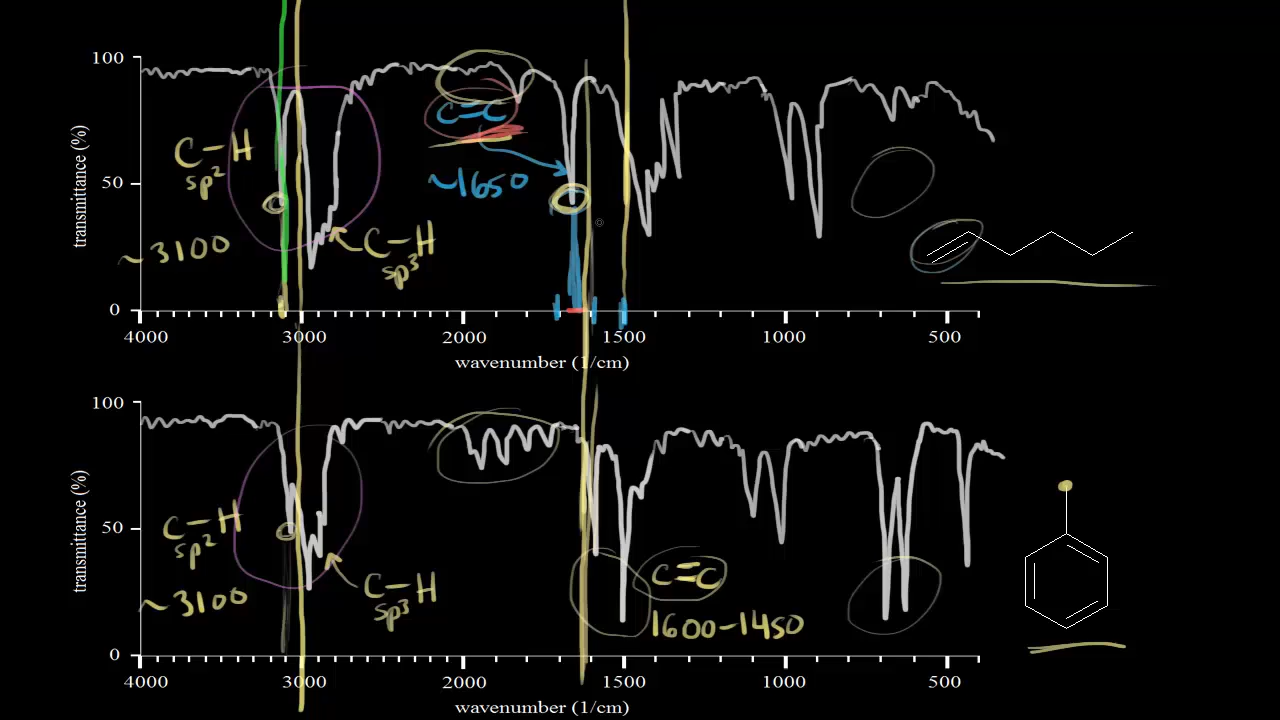 100
C=C
C-H
sp2
50
~1650
transmittance (%)
~3100
C-H
sp3
0
4000 3000 2000 1500 1000 500
wavenumber (1/cm)
100
C-H
sp2
50
transmittance (%)
~3100
C-H
sp3
C=C
1600-1450
0
4000 3000 2000 1500 1000 500
wavenumber (1/cm)